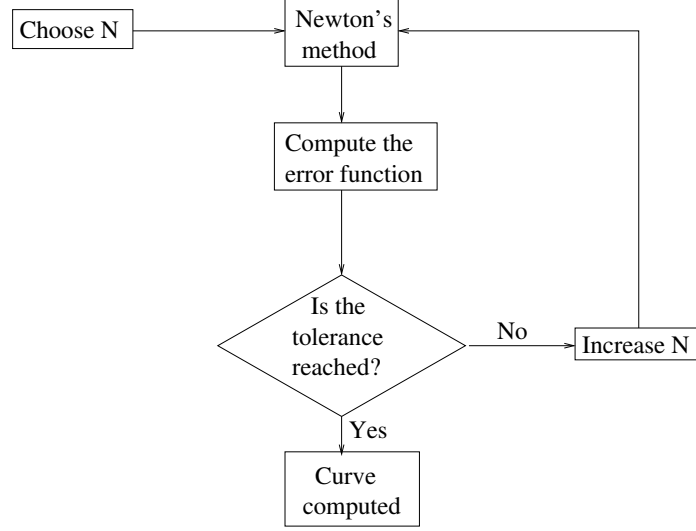 Choose N
Newton's
method
Compute the
error function
Is the
tolerance
reached?
No
Increase N
Yes
Curve
computed